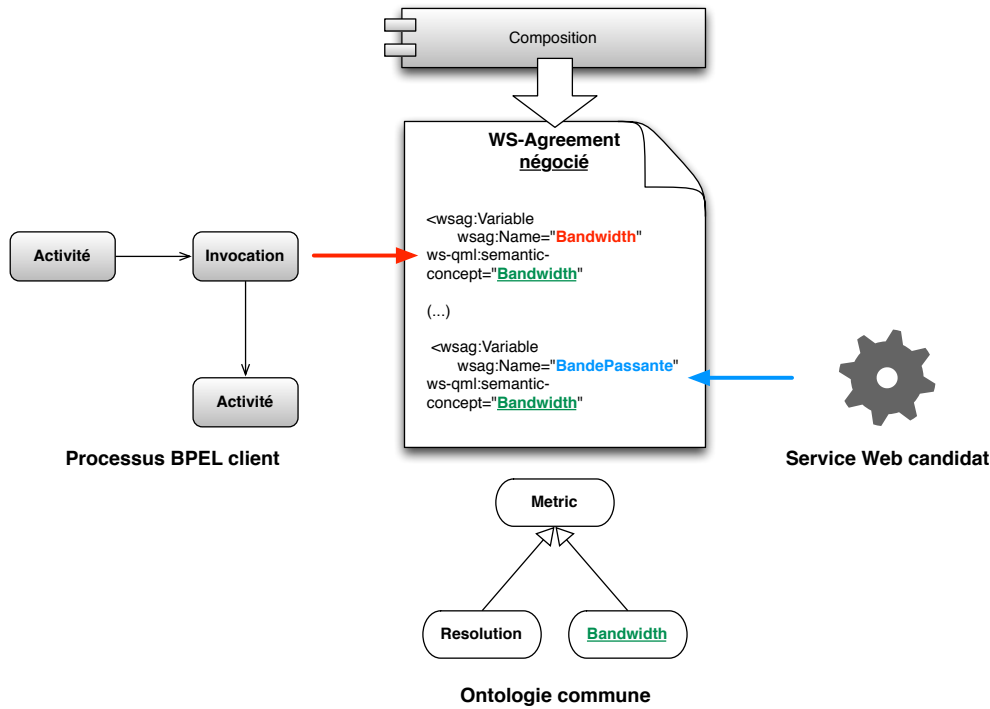 Composition
WS-Agreement
négocié
<wsag:Variable
wsag:Name="Bandwidth"
ws-qml:semantic-
concept="Bandwidth"
(...)
<wsag:Variable
wsag:Name="BandePassante"
ws-qml:semantic-
concept="Bandwidth"
Activité
Invocation
Activité
Processus BPEL client
Service Web candidat
Metric
Resolution
Bandwidth
Ontologie commune